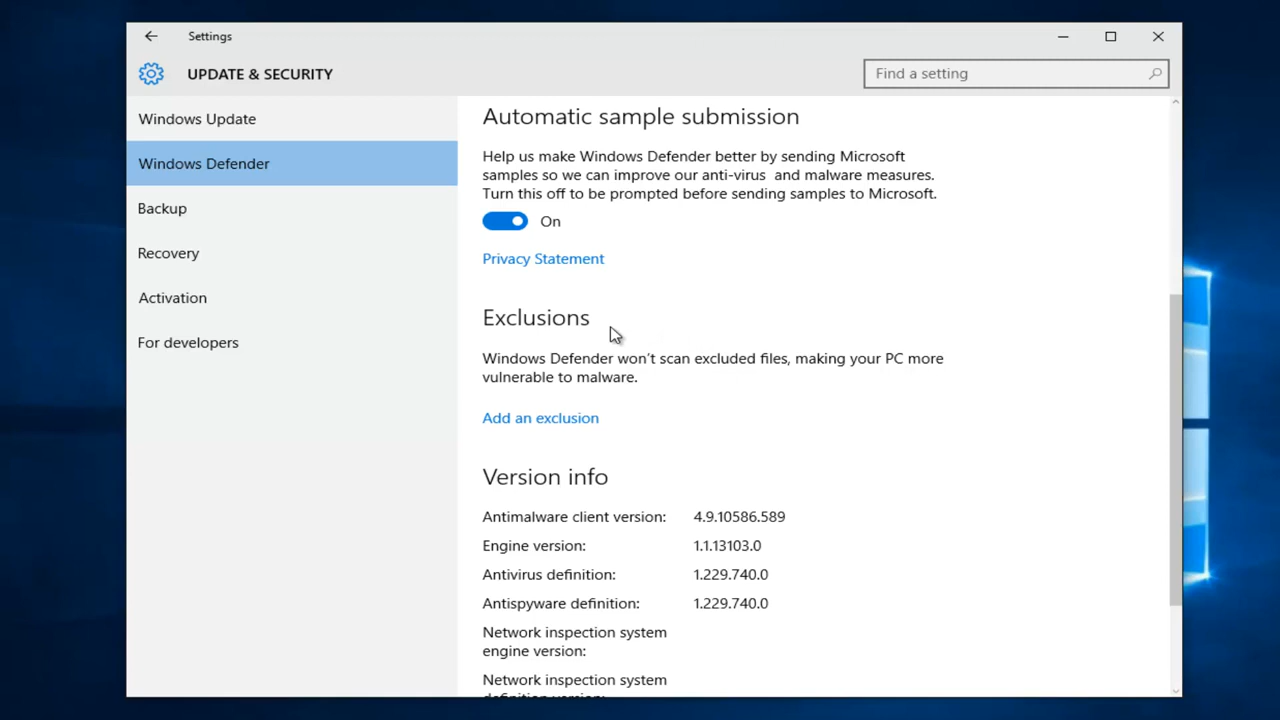 Settings
UPDATE & SECURITY
Find a setting
Windows Update
Windows Defender
Backup
Recovery
Activation
For developers
Automatic sample submission
Help us make Windows Defender better by sending Microsoft
samples so we can improve our anti-virus and malware measures.
Turn this off to be prompted before sending samples to Microsoft.
On
Privacy Statement
Exclusions
Windows Defender won't scan excluded files, making your PC more
vulnerable to malware.
Add an exclusion
Version info
Antimalware client version: 4.9.10586.589
Engine version: 1.1.13103.0
Antivirus definition: 1.229.740.0
Antispyware definition: 1.229.740.0
Network inspection system
engine version:
Network inspection system
definition version: